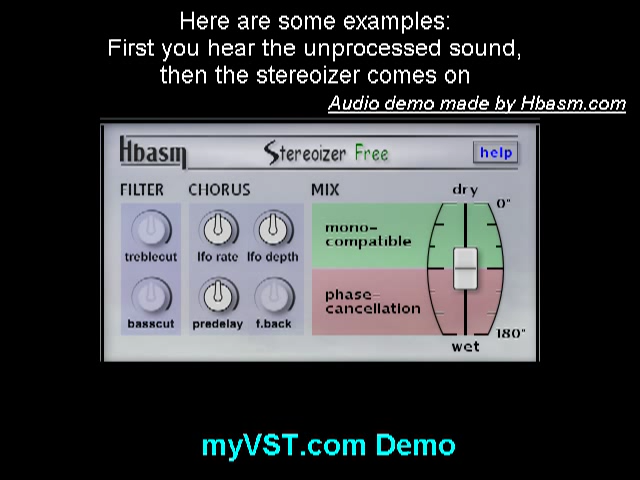 Here are some examples:
First you hear the unprocessed sound,
then the stereoizer comes on
Audio demo made by Hbasm.com
Hbasm Stereoizer Free help
FILTER CHORUS MIX dry
0°
mono-
compatible
treblecut lfo rate lfo depth
phase-
cancellation
basscut predelay f.back
180°
wet
myVST.com Demo